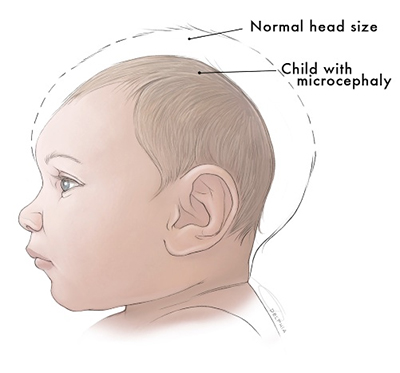 Normal head size
Child with
microcephaly